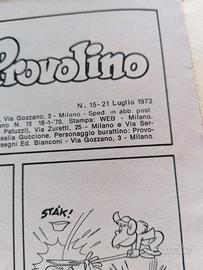 Provolino
N. 15 - 21 Luglio 1973
, Via Gozzano, 3 - Milano - Sped. in abb. post
no N. 15 16-1-70. Stampa: WEB - Milano.
Patuzzi), Via Zuretti, 25 - Milano e Via Ser-
salia Guccione. Personaggio burattino: Provo-
segni Ed. Bianconi - Via Gozzano, 3 - Milano.
STÁK!